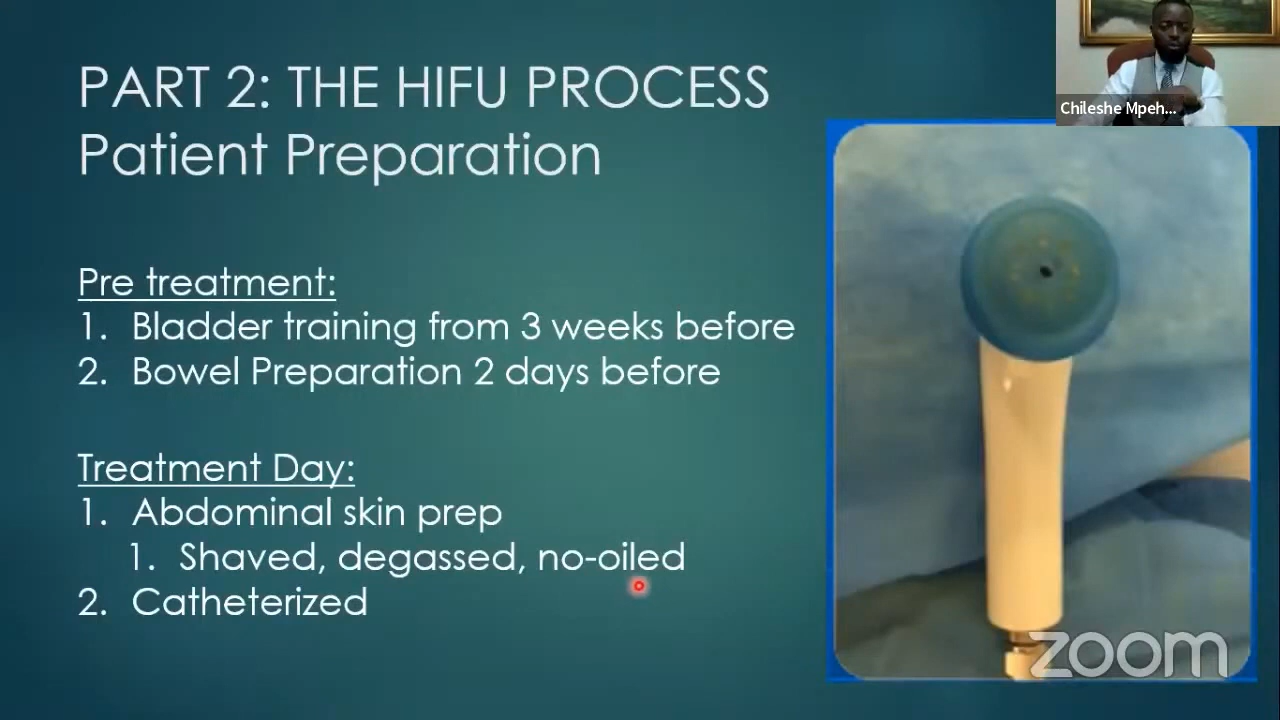 PART 2: THE HIFU PROCESS
Patient Preparation
Chileshe Mpeh...
Pre treatment:
1. Bladder training from 3 weeks before
2. Bowel Preparation 2 days before
Treatment Day:
1. Abdominal skin prep
1. Shaved, degassed, no-oiled
2. Catheterized
zoom